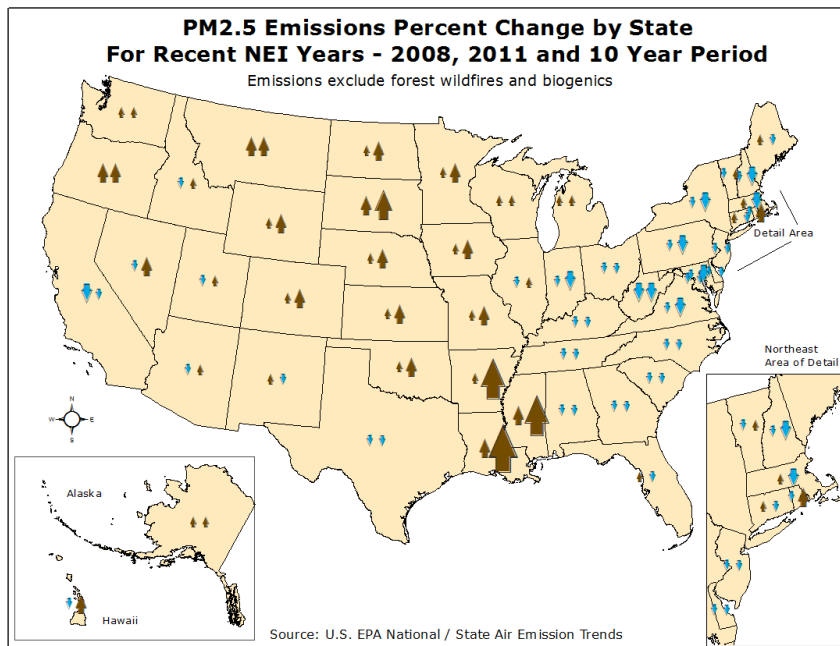 PM2.5 Emissions Percent Change by State
For Recent NEI Years - 2008, 2011 and 10 Year Period
Emissions exclude forest wildfires and biogenics
Detail Area
Northeast
Area of Detail
N
W
E
S
Alaska
Hawaii
Source: U.S. EPA National / State Air Emission Trends